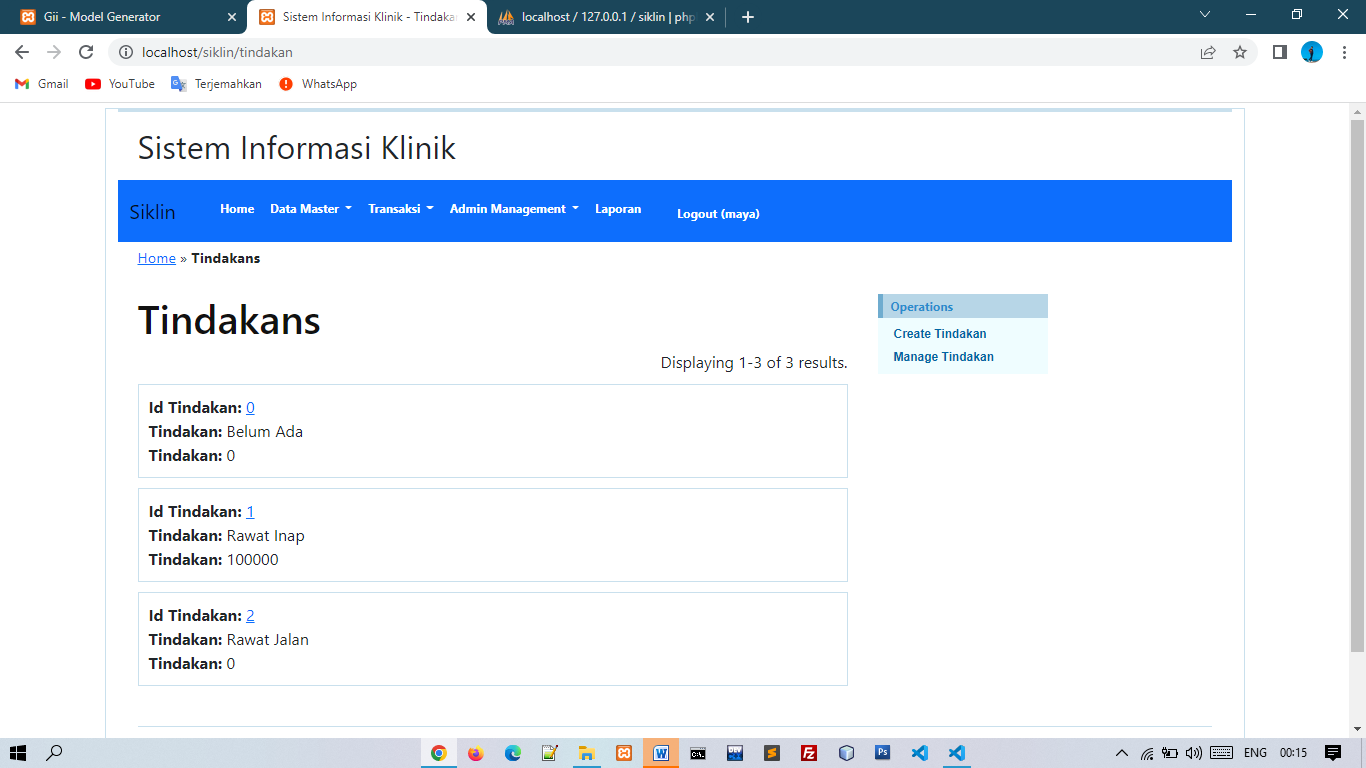 Gii - Model Generator
Sistem Informasi Klinik - Tindakan
localhost / 127.0.0.1 / siklin | php
localhost/siklin/tindakan
Gmail
YouTube
Terjemahkan
WhatsApp
Sistem Informasi Klinik
Siklin
Home
Data Master
Transaksi
Admin Management
Laporan
Logout (maya)
Home » Tindakans
Tindakans
Displaying 1-3 of 3 results.
Id Tindakan: 0
Tindakan: Belum Ada
Tindakan: 0
Id Tindakan: 1
Tindakan: Rawat Inap
Tindakan: 100000
Id Tindakan: 2
Tindakan: Rawat Jalan
Tindakan: 0
Operations
Create Tindakan
Manage Tindakan
ENG
00:15